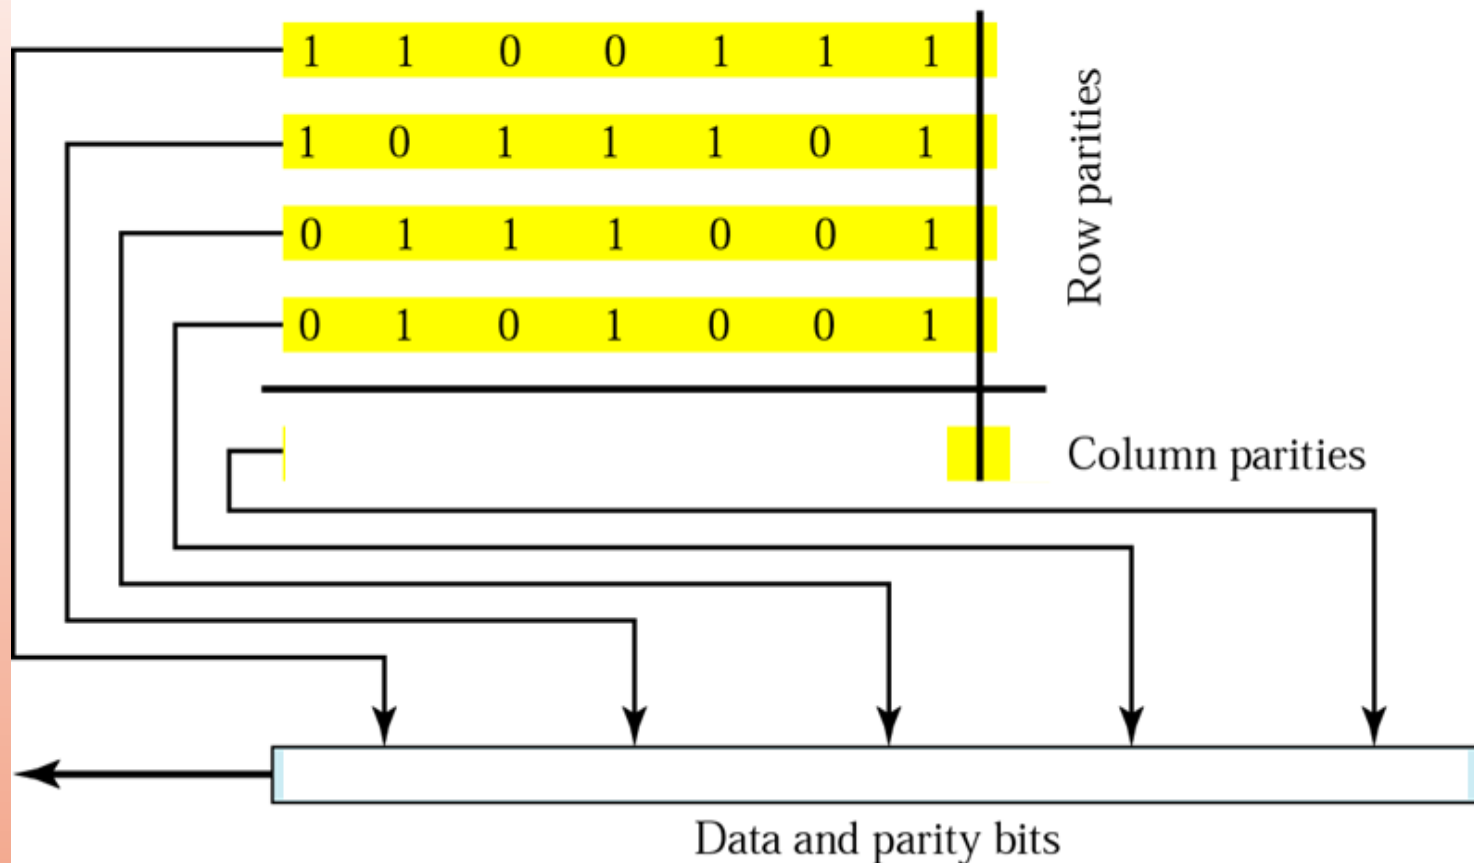 1 1 0 0 1 1 1
1 0 1 1 1 0 1
0 1 1 1 0 0 1
0 1 0 1 0 0 1
Row parities
Column parities
Data and parity bits